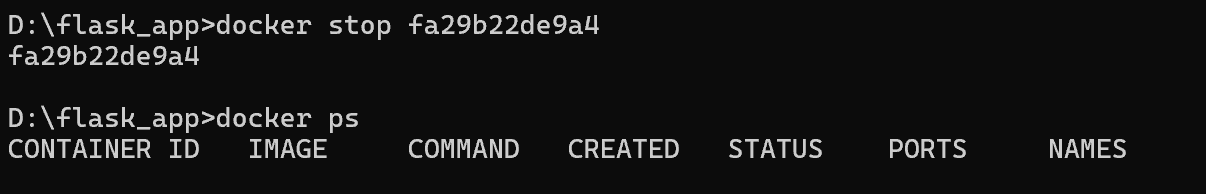 D:\flask_app>docker stop fa29b22de9a4
fa29b22de9a4
D:\flask_app>docker ps
CONTAINER ID   IMAGE     COMMAND   CREATED   STATUS    PORTS     NAMES